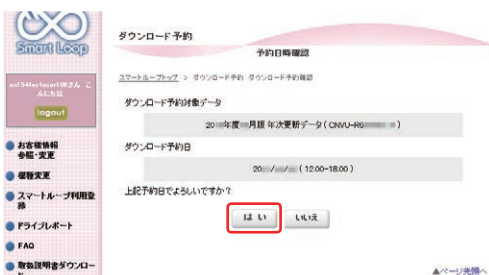 Smart Loop
ダウンロード予約
予約日時確認
さん こんにちは
logout
スマートループトップ > ダウンロード予約 ダウンロード予約確認
ダウンロード予約対象データ
20 年度 月版 年次更新データ ( CNVU-R6 )
ダウンロード予約日
20 / / ( 12:00-18:00 )
上記予約日でよろしいですか?
はい
いいえ
お客様情報
参照・変更
機種変更
スマートループ利用登
録
ドライブレポート
FAQ
取扱説明書ダウンロー
▲ページ先頭へ